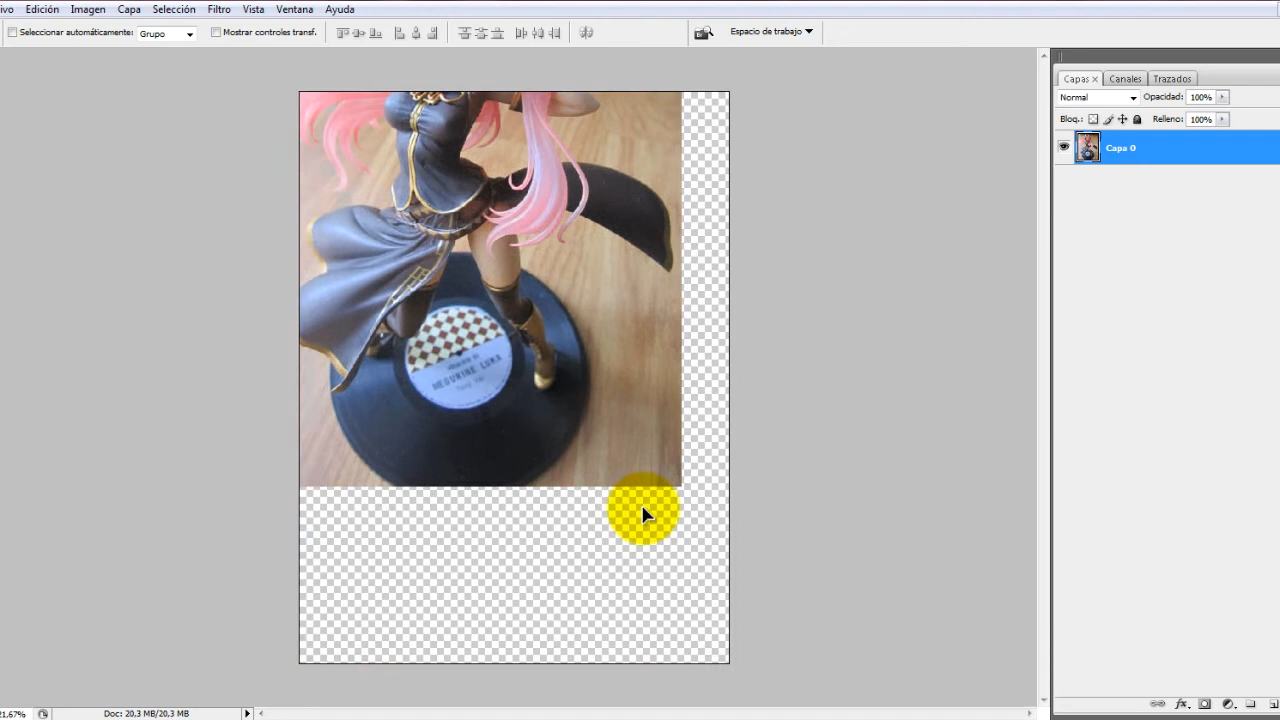 ivo Edición Imagen Capa Selección Filtro Vista Ventana Ayuda
Seleccionar automáticamente: Grupo Mostrar controles transf. Espacio de trabajo
Capas × Canales Trazados
Normal Opacidad: 100%
Bloq.: Relleno: 100%
Capa 0
MEGURINE LUKA
21,67% Doc: 20,3 MB/20,3 MB